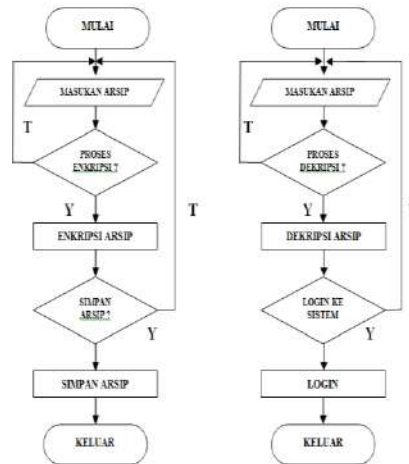 MULAI
MASUKAN ARSIP
T
PROSES
ENKRIPSI ?
Y
T
ENKRIPSI ARSIP
SIMPAN
ARSIP ?
Y
SIMPAN ARSIP
KELUAR
MULAI
MASUKAN ARSIP
T
PROSES
DEKRIPSI ?
Y
DEKRIPSI ARSIP
LOGIN KE
SISTEM
Y
LOGIN
KELUAR